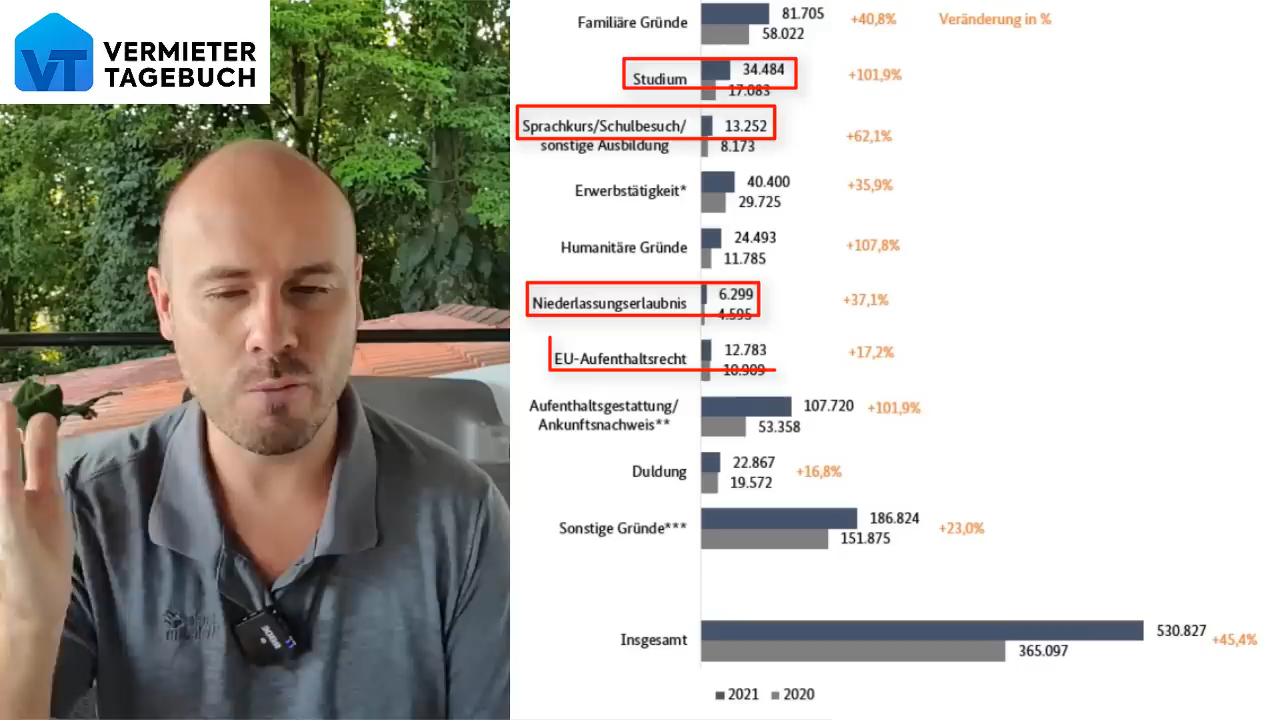 VT VERMIETER
TAGEBUCH
Familiäre Gründe 81.705 +40,8% Veränderung in %
58.022
Studium 34.484 +101,9%
17.083
Sprachkurs/Schulbesuch/ 13.252 +62,1%
sonstige Ausbildung 8.173
Erwerbstätigkeit* 40.400 +35,9%
29.725
Humanitäre Gründe 24.493 +107,8%
11.785
Niederlassungserlaubnis 6.299 +37,1%
4.595
EU-Aufenthaltsrecht 12.783 +17,2%
10.909
Aufenthaltsgestattung/ 107.720 +101,9%
Ankunftsnachweis** 53.358
Duldung 22.867 +16,8%
19.572
Sonstige Gründe*** 186.824 +23,0%
151.875
Insgesamt 530.827 +45,4%
365.097
2021 2020